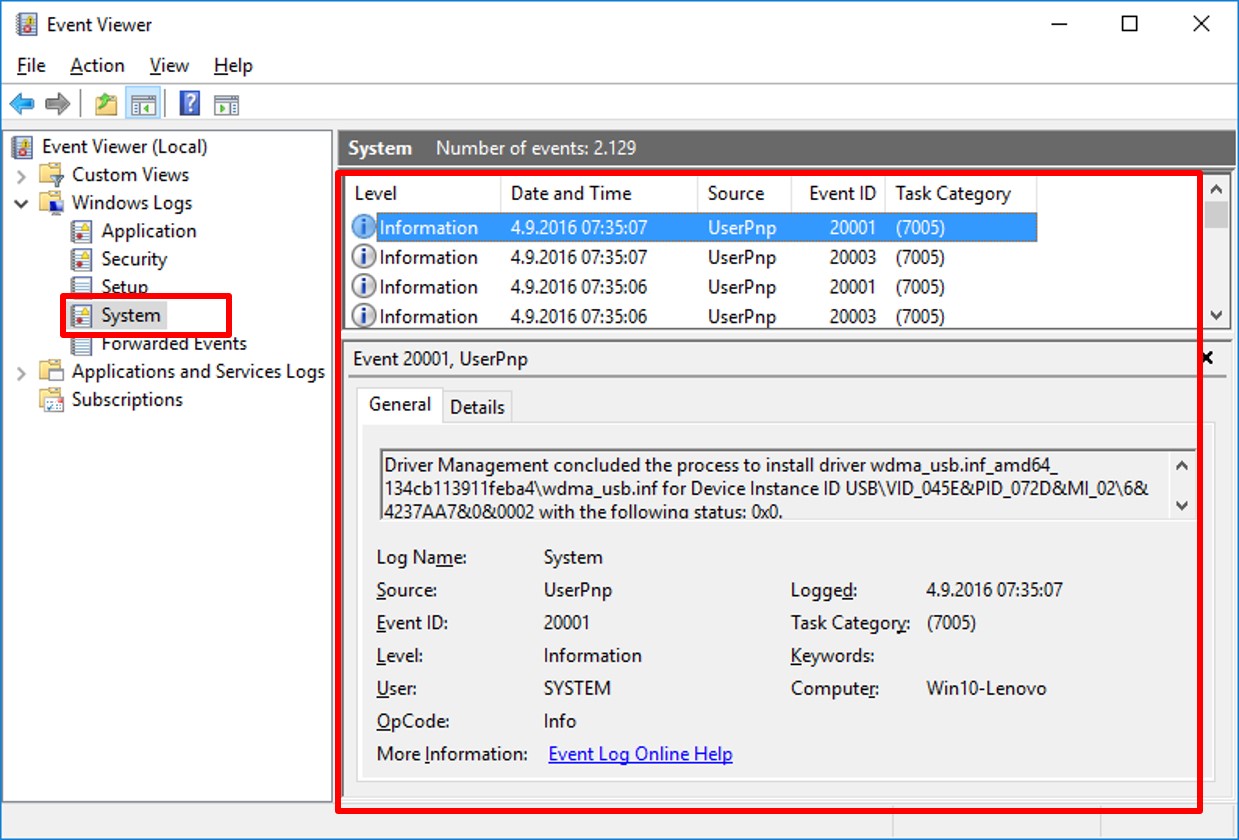 Event Viewer
File Action View Help
Event Viewer (Local)
Custom Views
Windows Logs
Application
Security
Setup
System
Forwarded Events
Applications and Services Logs
Subscriptions
System Number of events: 2.129
Level Date and Time Source Event ID Task Category
Information 4.9.2016 07:35:07 UserPnp 20001 (7005)
Information 4.9.2016 07:35:07 UserPnp 20003 (7005)
Information 4.9.2016 07:35:06 UserPnp 20001 (7005)
Information 4.9.2016 07:35:06 UserPnp 20003 (7005)
Event 20001, UserPnp
General Details
Driver Management concluded the process to install driver wdma_usb.inf_amd64_
134cb113911feba4\wdma_usb.inf for Device Instance ID USB\VID_045E&PID_072D&MI_02\6&
4237AA7&0&0002 with the following status: 0x0.
Log Name: System
Source: UserPnp Logged: 4.9.2016 07:35:07
Event ID: 20001 Task Category: (7005)
Level: Information Keywords:
User: SYSTEM Computer: Win10-Lenovo
OpCode: Info
More Information: Event Log Online Help